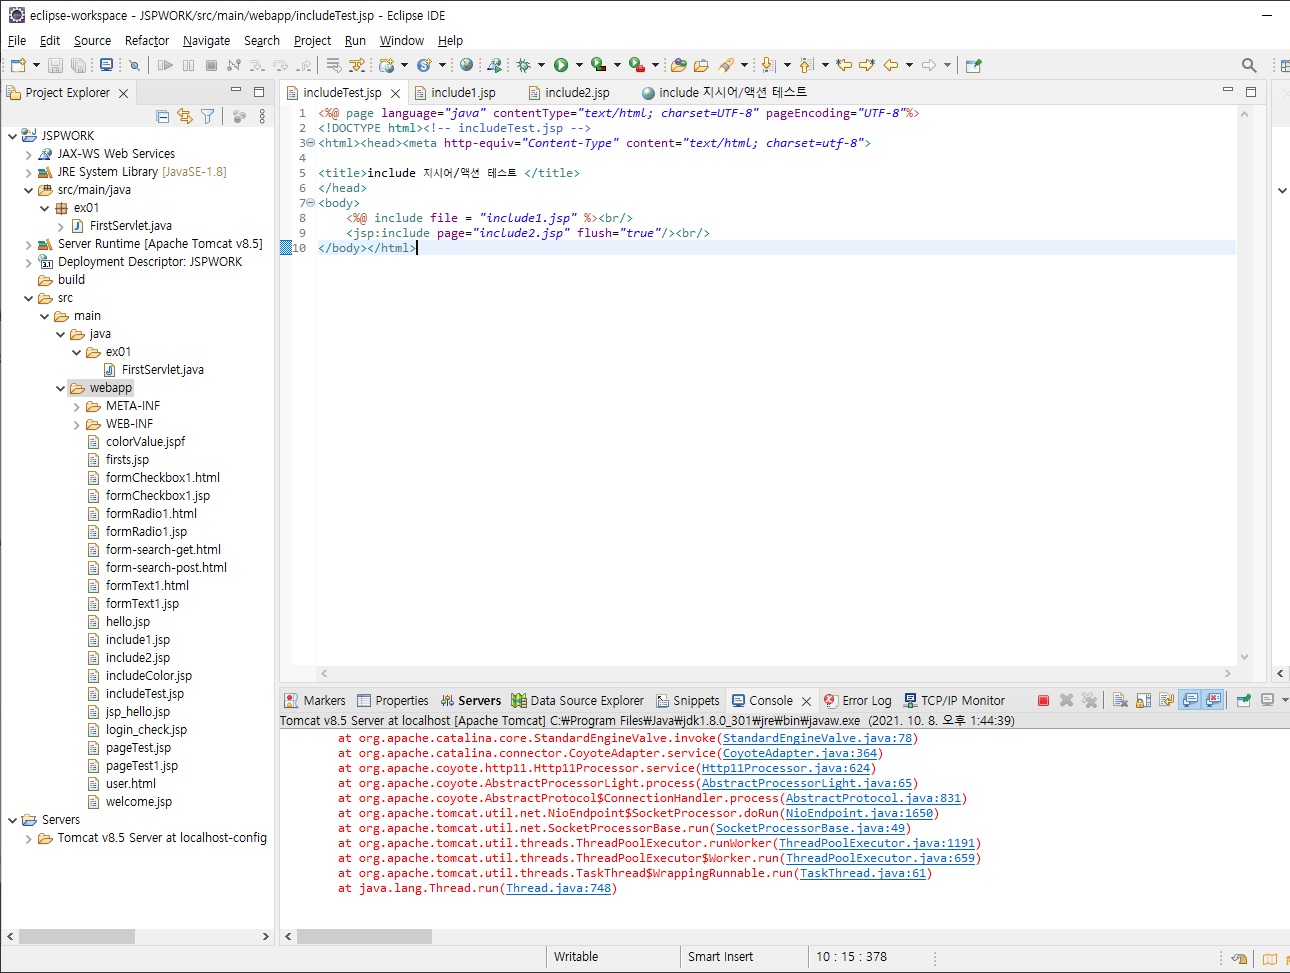 eclipse-workspace - JSPWORK/src/main/webapp/includeTest.jsp - Eclipse IDE
File Edit Source Refactor Navigate Search Project Run Window Help
Project Explorer
JSPWORK
JAX-WS Web Services
JRE System Library [JavaSE-1.8]
src/main/java
ex01
FirstServlet.java
Server Runtime [Apache Tomcat v8.5]
Deployment Descriptor: JSPWORK
build
src
main
java
ex01
FirstServlet.java
webapp
META-INF
WEB-INF
colorValue.jspf
firsts.jsp
formCheckbox1.html
formCheckbox1.jsp
formRadio1.html
formRadio1.jsp
form-search-get.html
form-search-post.html
formText1.html
formText1.jsp
hello.jsp
include1.jsp
include2.jsp
includeColor.jsp
includeTest.jsp
jsp_hello.jsp
login_check.jsp
pageTest.jsp
pageTest1.jsp
user.html
welcome.jsp
Servers
Tomcat v8.5 Server at localhost-config
includeTest.jsp include1.jsp include2.jsp include 지시어/액션 테스트
1 <%@ page language="java" contentType="text/html; charset=UTF-8" pageEncoding="UTF-8"%>
2 <!DOCTYPE html><!-- includeTest.jsp -->
3 <html><head><meta http-equiv="Content-Type" content="text/html; charset=utf-8">
4
5 <title>include 지시어/액션 테스트 </title>
6 </head>
7 <body>
8 <%@ include file = "include1.jsp" %><br/>
9 <jsp:include page="include2.jsp" flush="true"/><br/>
10 </body></html>
Markers Properties Servers Data Source Explorer Snippets Console Error Log TCP/IP Monitor
Tomcat v8.5 Server at localhost [Apache Tomcat] C:₩Program Files₩Java₩jdk1.8.0_301₩jre₩bin₩javaw.exe (2021. 10. 8. 오후 1:44:39)
at org.apache.catalina.core.StandardEngineValve.invoke(StandardEngineValve.java:78)
at org.apache.catalina.connector.CoyoteAdapter.service(CoyoteAdapter.java:364)
at org.apache.coyote.http11.Http11Processor.service(Http11Processor.java:624)
at org.apache.coyote.AbstractProcessorLight.process(AbstractProcessorLight.java:65)
at org.apache.coyote.AbstractProtocol$ConnectionHandler.process(AbstractProtocol.java:831)
at org.apache.tomcat.util.net.NioEndpoint$SocketProcessor.doRun(NioEndpoint.java:1650)
at org.apache.tomcat.util.net.SocketProcessorBase.run(SocketProcessorBase.java:49)
at org.apache.tomcat.util.threads.ThreadPoolExecutor.runWorker(ThreadPoolExecutor.java:1191)
at org.apache.tomcat.util.threads.ThreadPoolExecutor$Worker.run(ThreadPoolExecutor.java:659)
at org.apache.tomcat.util.threads.TaskThread$WrappingRunnable.run(TaskThread.java:61)
at java.lang.Thread.run(Thread.java:748)
Writable Smart Insert 10 : 15 : 378